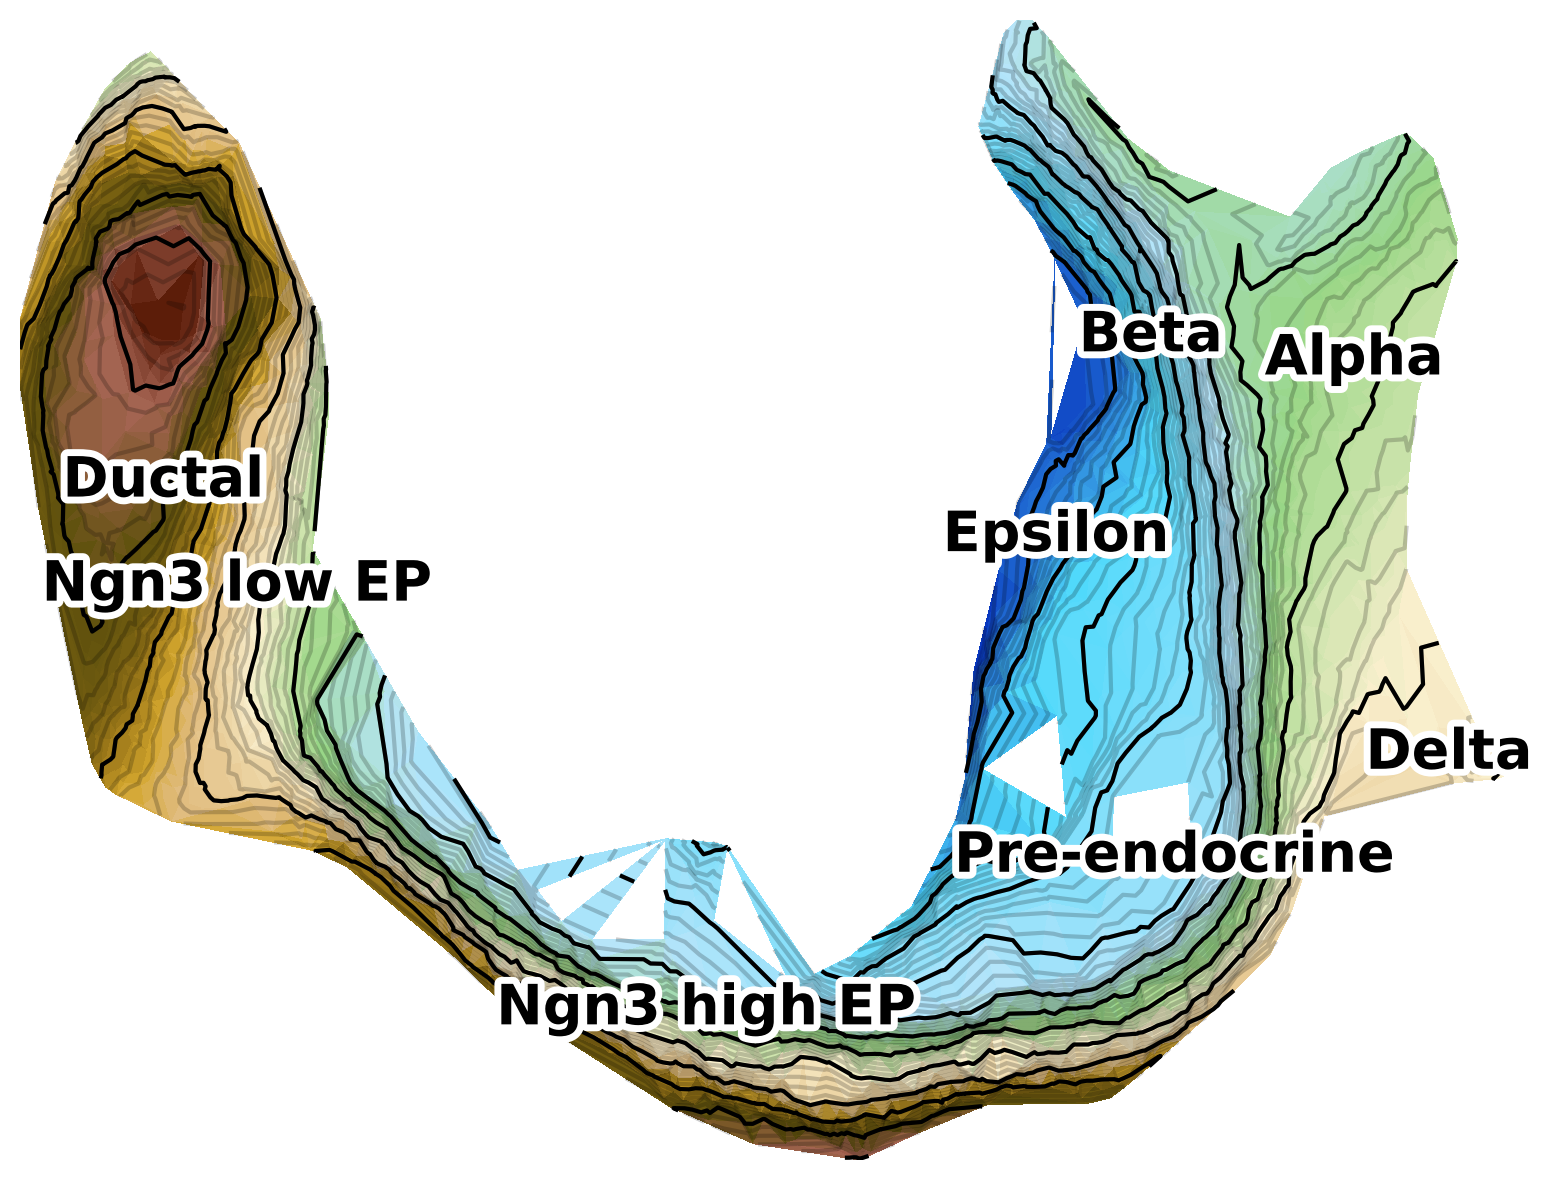 Beta
Alpha
Ductal
Epsilon
Ngn3 low EP
Delta
Pre-endocrine
Ngn3 high EP